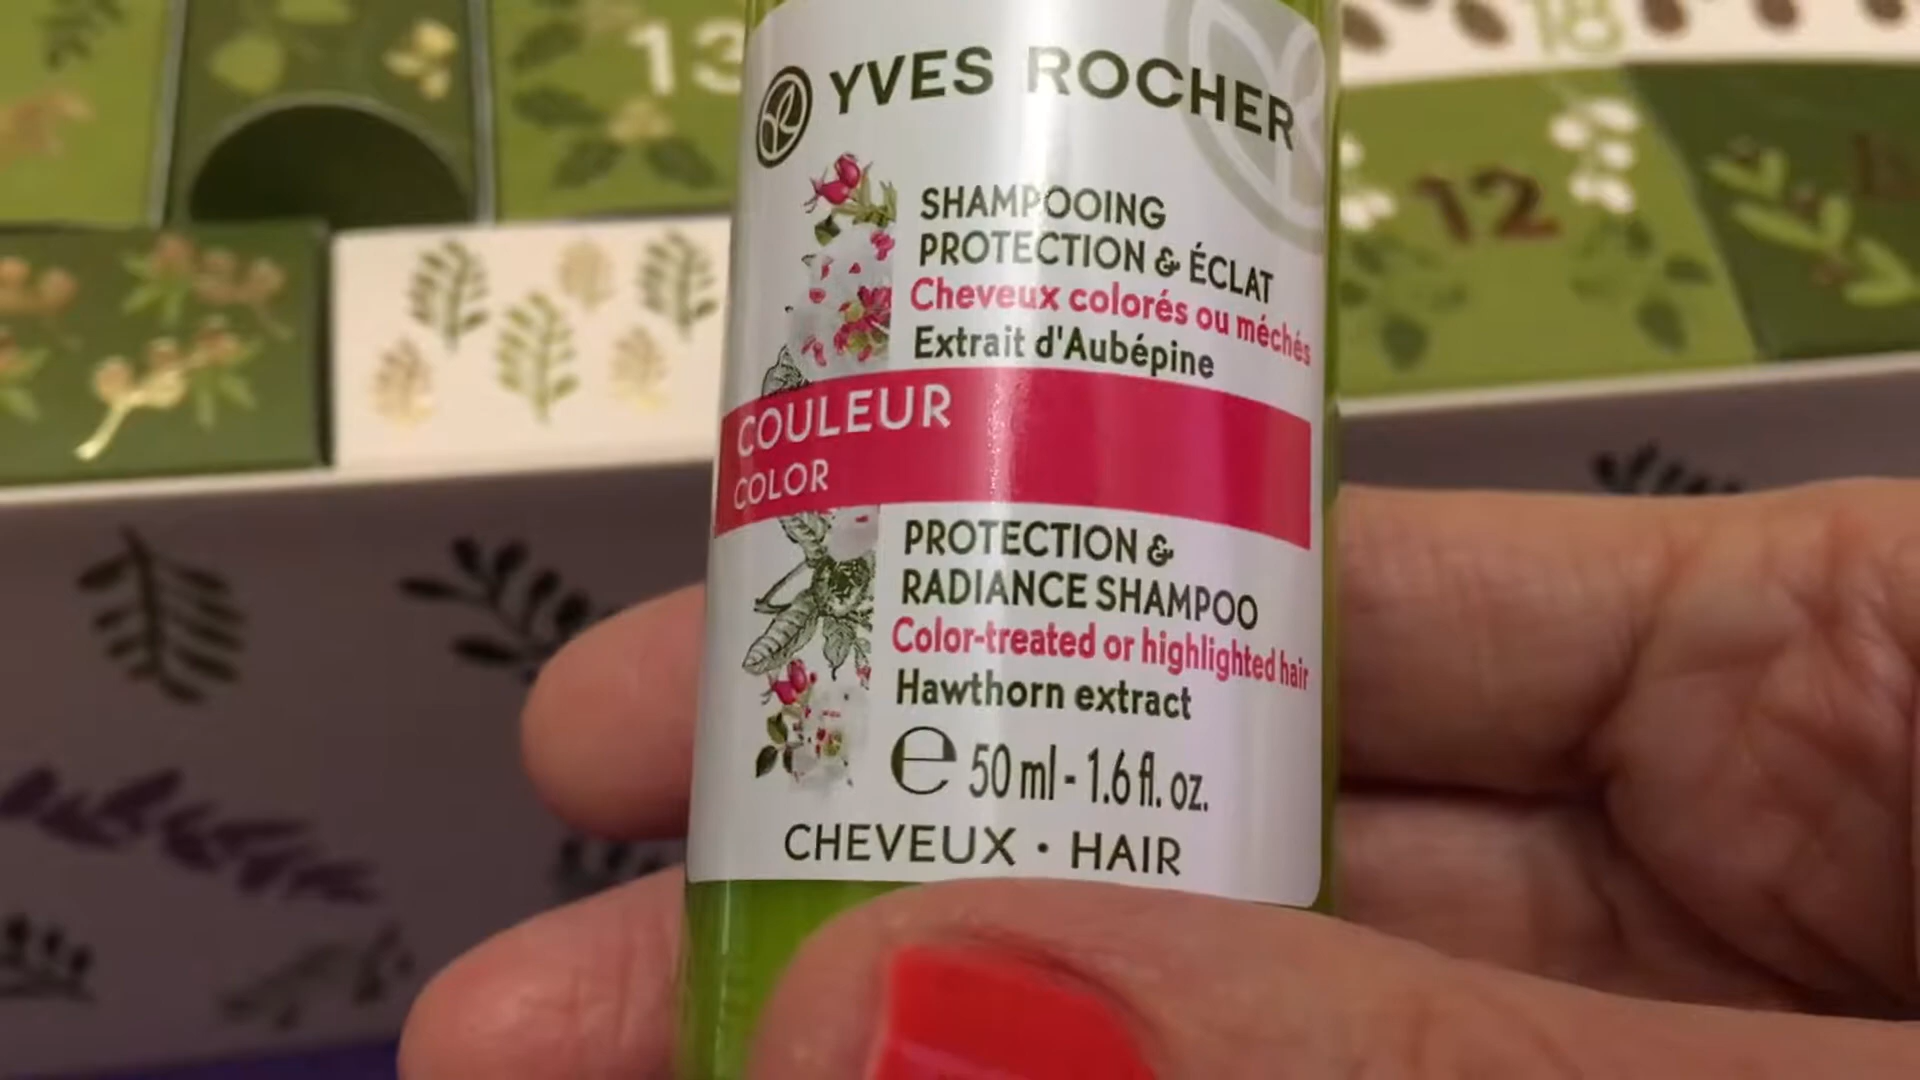 13
18
12
YVES ROCHER
SHAMPOOING
PROTECTION & ÉCLAT
Cheveux colorés ou méchés
Extrait d'Aubépine
COULEUR
COLOR
PROTECTION &
RADIANCE SHAMPOO
Color-treated or highlighted hair
Hawthorn extract
e 50 ml - 1.6 fl. oz.
CHEVEUX • HAIR